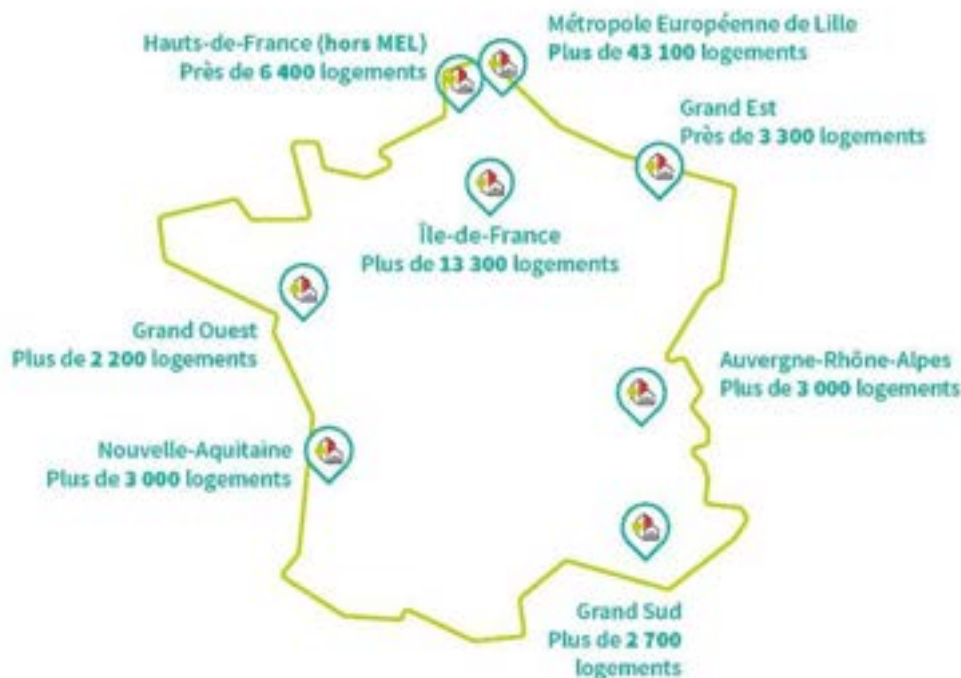 Hauts-de-France (hors MEL)
Près de 6 400 logements
Métropole Européenne de Lille
Plus de 43 100 logements
Grand Est
Près de 3 300 logements
Île-de-France
Plus de 13 300 logements
Grand Ouest
Plus de 2 200 logements
Auvergne-Rhône-Alpes
Plus de 3 000 logements
Nouvelle-Aquitaine
Plus de 3 000 logements
Grand Sud
Plus de 2 700
logements